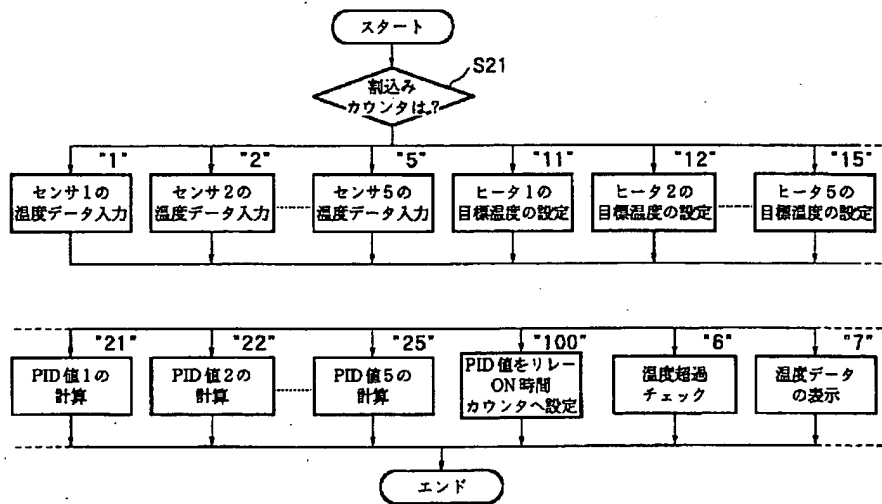 スタート
S21
割込み
カウンタは?
"1"
"2"
"5"
"11"
"12"
"15"
センサ1の
温度データ入力
センサ2の
温度データ入力
センサ5の
温度データ入力
ヒータ1の
目標温度の設定
ヒータ2の
目標温度の設定
ヒータ5の
目標温度の設定
"21"
"22"
"25"
"100"
"6"
"7"
PID値1の
計算
PID値2の
計算
PID値5の
計算
PID値をリレー
ON時間
カウンタへ設定
温度超過
チェック
温度データ
の表示
エンド